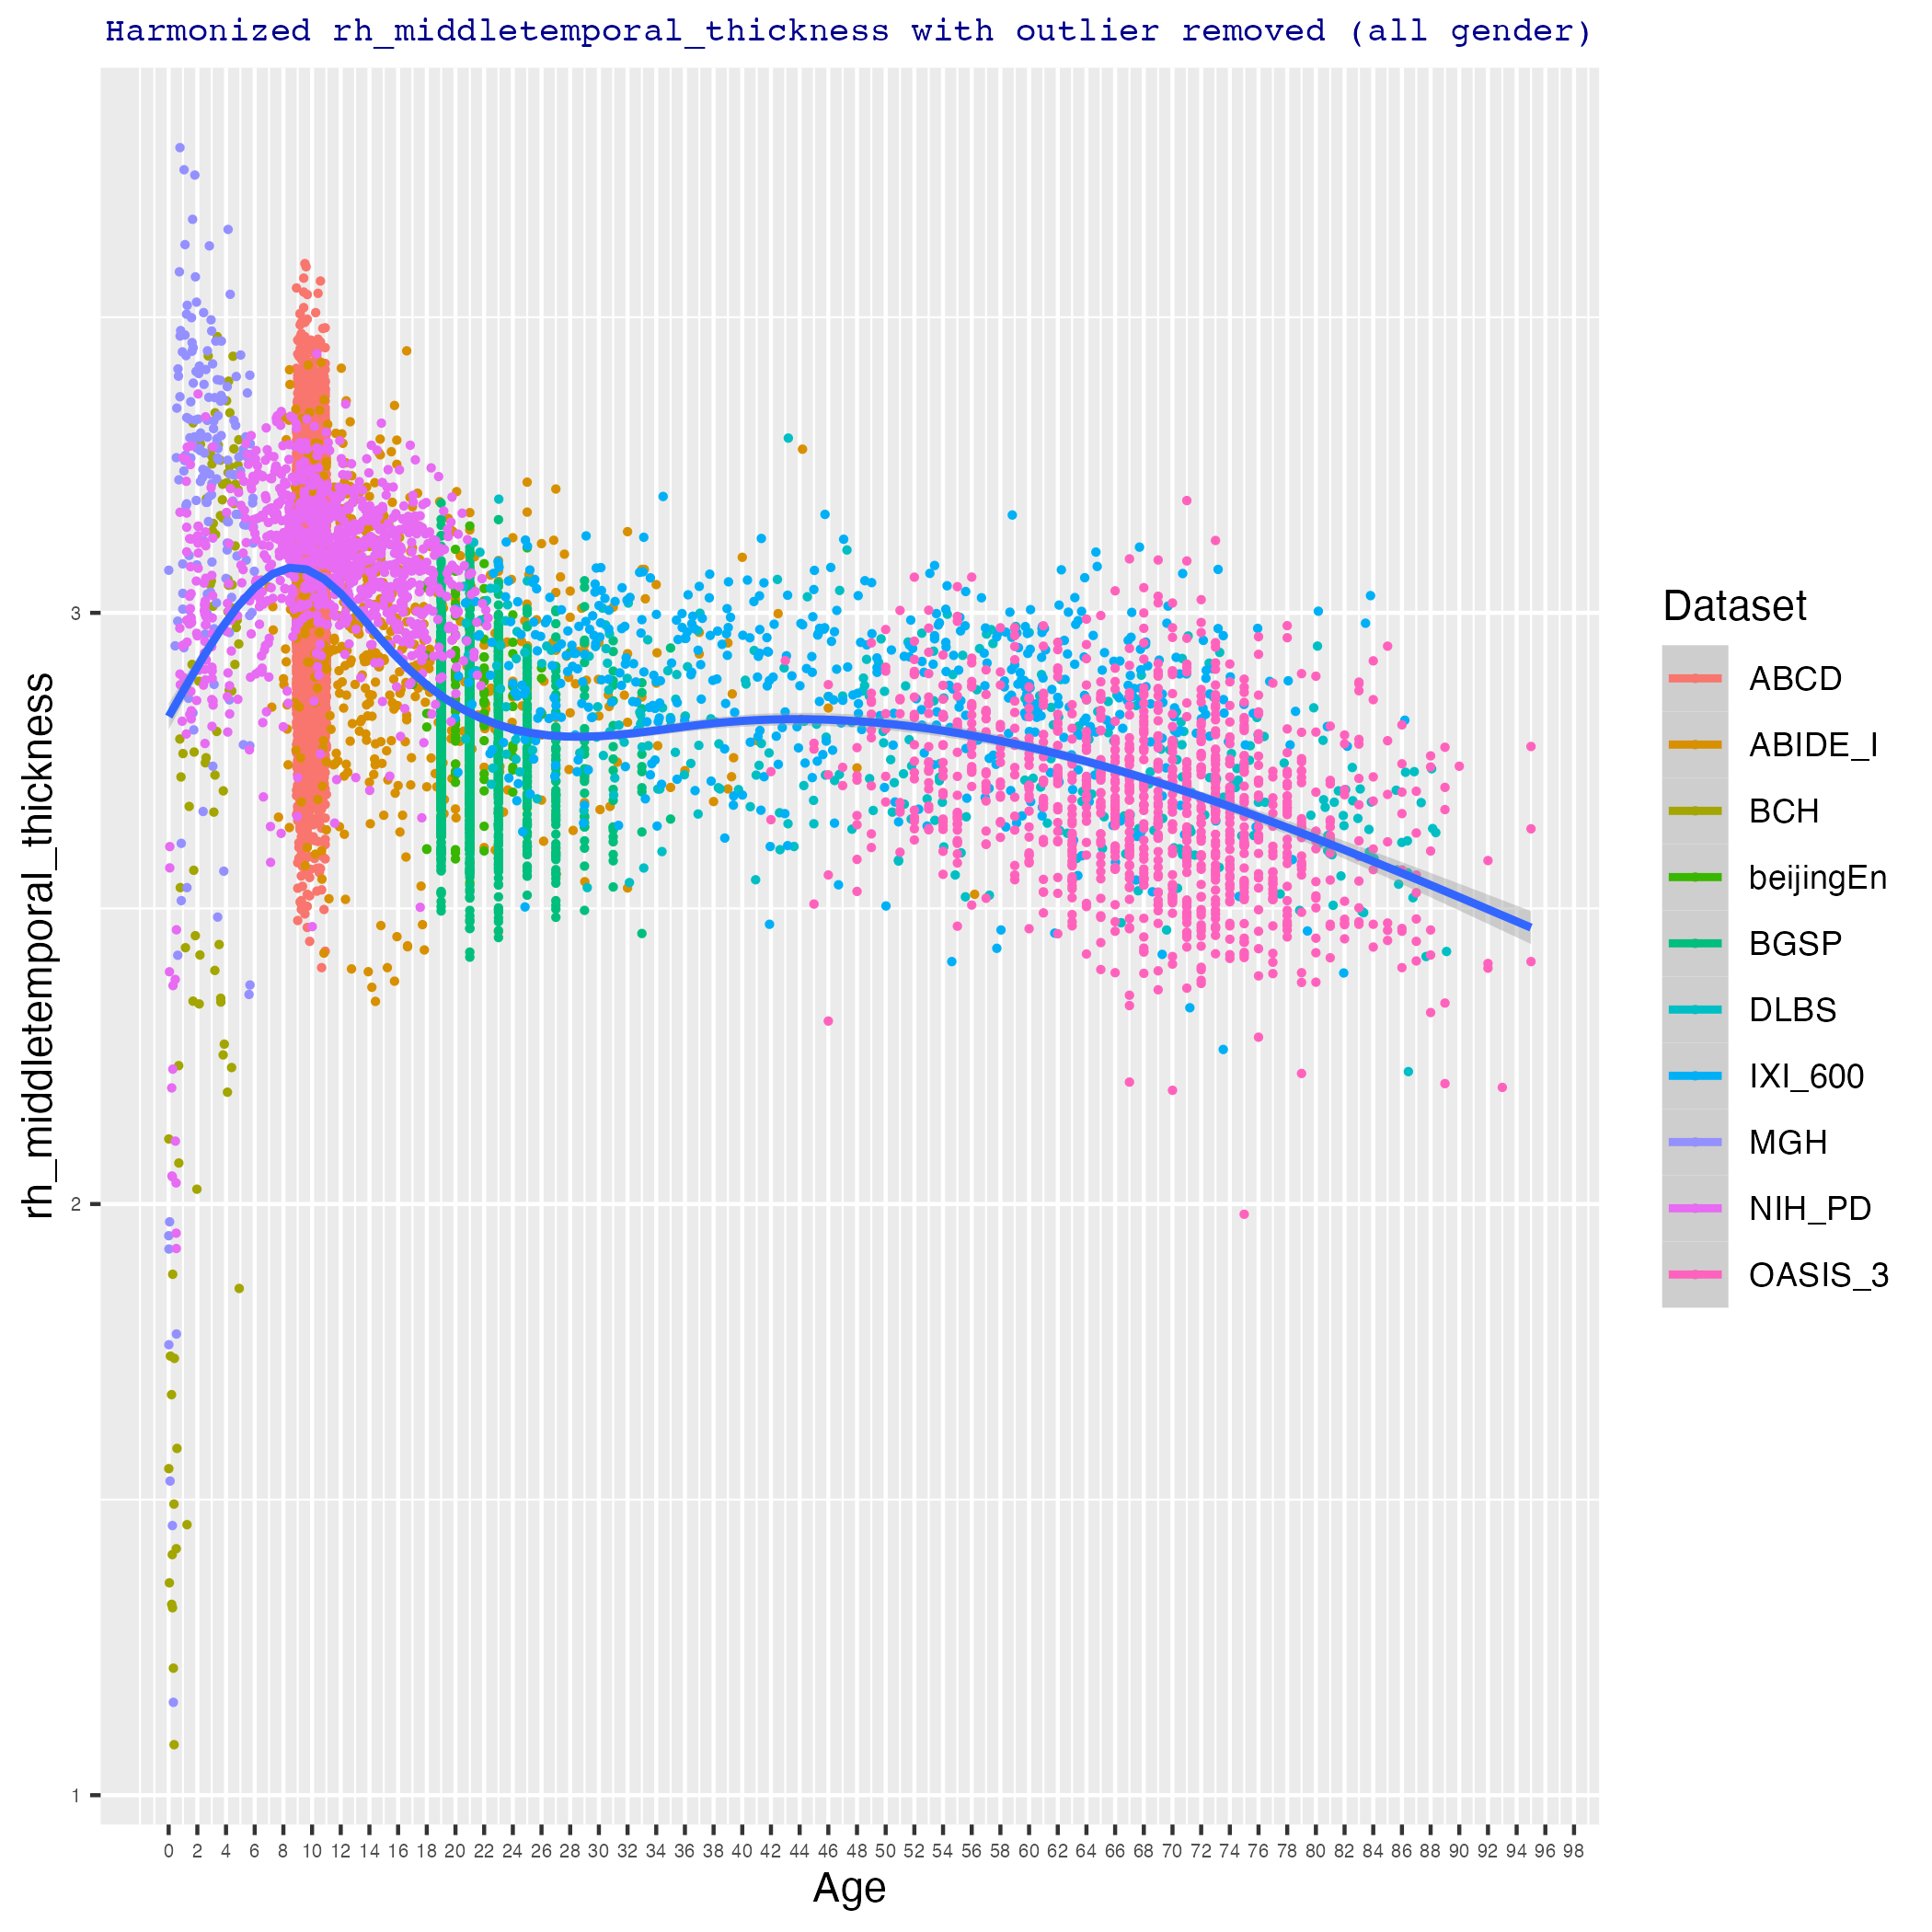 Harmonized rh_middletemporal_thickness with outlier removed (all gender)
rh_middletemporal_thickness
3
2
1
0 2 4 6 8 10 12 14 16 18 20 22 24 26 28 30 32 34 36 38 40 42 44 46 48 50 52 54 56 58 60 62 64 66 68 70 72 74 76 78 80 82 84 86 88 90 92 94 96 98
Age
Dataset
ABCD
ABIDE_I
BCH
beijingEn
BGSP
DLBS
IXI_600
MGH
NIH_PD
OASIS_3